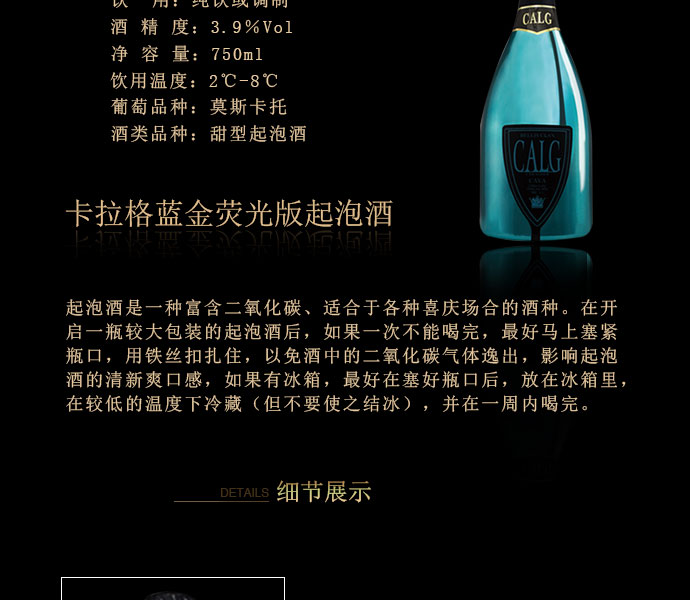 饮 用：纯饮或调制
酒 精 度：3.9%Vol
净 容 量：750ml
饮用温度：2℃-8℃
葡萄品种：莫斯卡托
酒类品种：甜型起泡酒
CALG
CALG
卡拉格蓝金荧光版起泡酒
起泡酒是一种富含二氧化碳、适合于各种喜庆场合的酒种。在开
启一瓶较大包装的起泡酒后，如果一次不能喝完，最好马上塞紧
瓶口，用铁丝扣扎住，以免酒中的二氧化碳气体逸出，影响起泡
酒的清新爽口感，如果有冰箱，最好在塞好瓶口后，放在冰箱里，
在较低的温度下冷藏（但不要使之结冰），并在一周内喝完。
DETAILS 细节展示